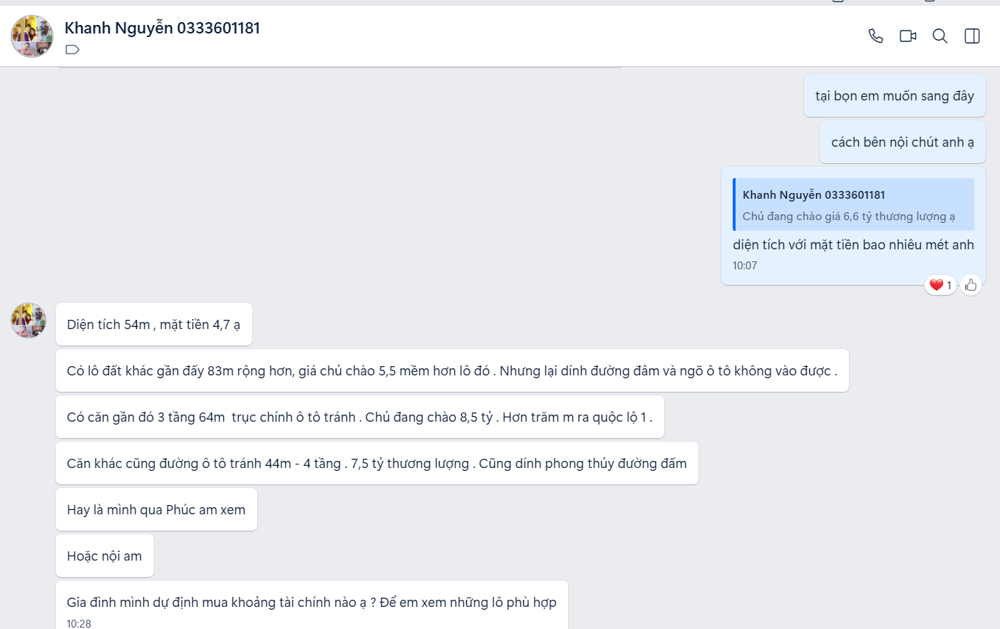 Khanh Nguyễn 0333601181
tại bọn em muốn sang đây
cách bên nội chút anh ạ
Khanh Nguyễn 0333601181
Chủ đang chào giá 6,6 tỷ thương lượng ạ
diện tích với mặt tiền bao nhiêu mét anh
10:07
1
Diện tích 54m , mặt tiền 4,7 ạ
Có lô đất khác gần đấy 83m rộng hơn, giá chủ chào 5,5 mềm hơn lô đó . Nhưng lại dính đường đâm và ngõ ô tô không vào được .
Có căn gần đó 3 tầng 64m  trục chính ô tô tránh . Chủ đang chào 8,5 tỷ . Hơn trăm m ra quộc lộ 1 .
Căn khác cũng đường ô tô tránh 44m - 4 tầng . 7,5 tỷ thương lượng . Cũng dính phong thủy đường đấm
Hay là mình qua Phúc am xem
Hoặc nội am
Gia đình mình dự định mua khoảng tài chính nào ạ ? Để em xem những lô phù hợp
10:28